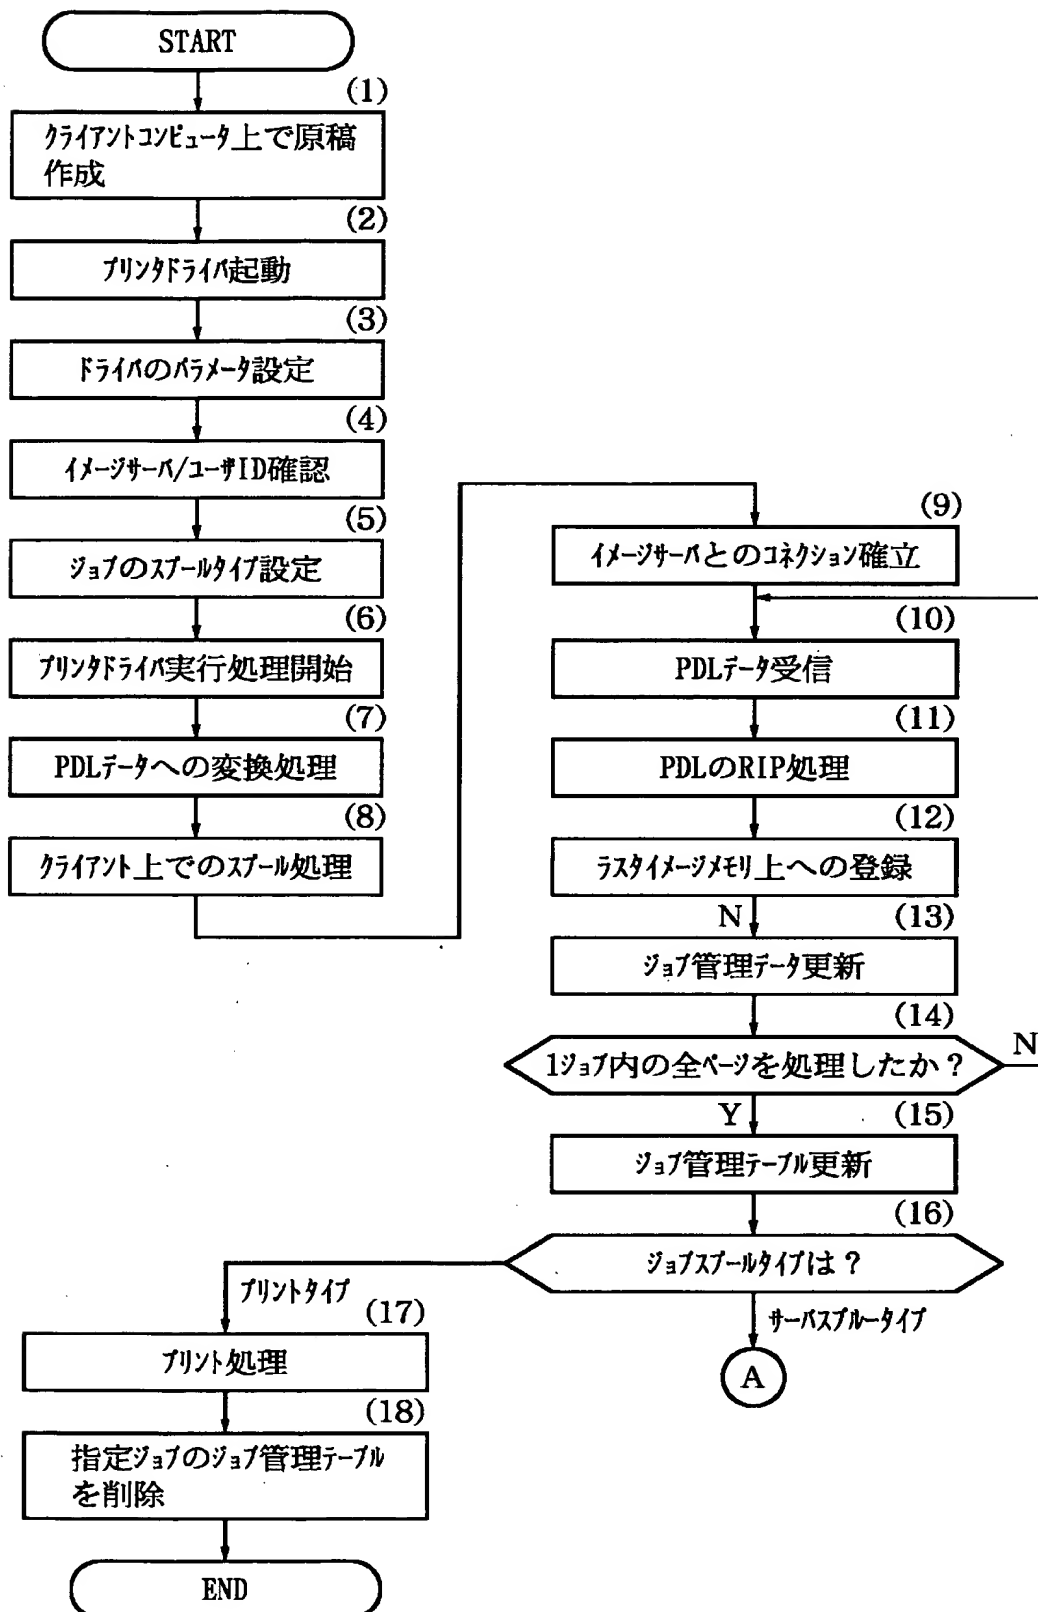 START
(1)
クライアントコンピュータ上で原稿
作成
(2)
プリンタドライバ起動
(3)
ドライバのパラメータ設定
(4)
イメージサーバ/ユーザID確認
(5)
ジョブのスプールタイプ設定
(6)
プリンタドライバ実行処理開始
(7)
PDLデータへの変換処理
(8)
クライアント上でのスプール処理
(9)
イメージサーバとのコネクション確立
(10)
PDLデータ受信
(11)
PDLのRIP処理
(12)
ラスタイメージメモリ上への登録
N
(13)
ジョブ管理データ更新
(14)
1ジョブ内の全ページを処理したか?
N
Y
(15)
ジョブ管理テーブル更新
(16)
ジョブスプールタイプは?
プリントタイプ
サーバスプルータイプ
A
(17)
プリント処理
(18)
指定ジョブのジョブ管理テーブル
を削除
END